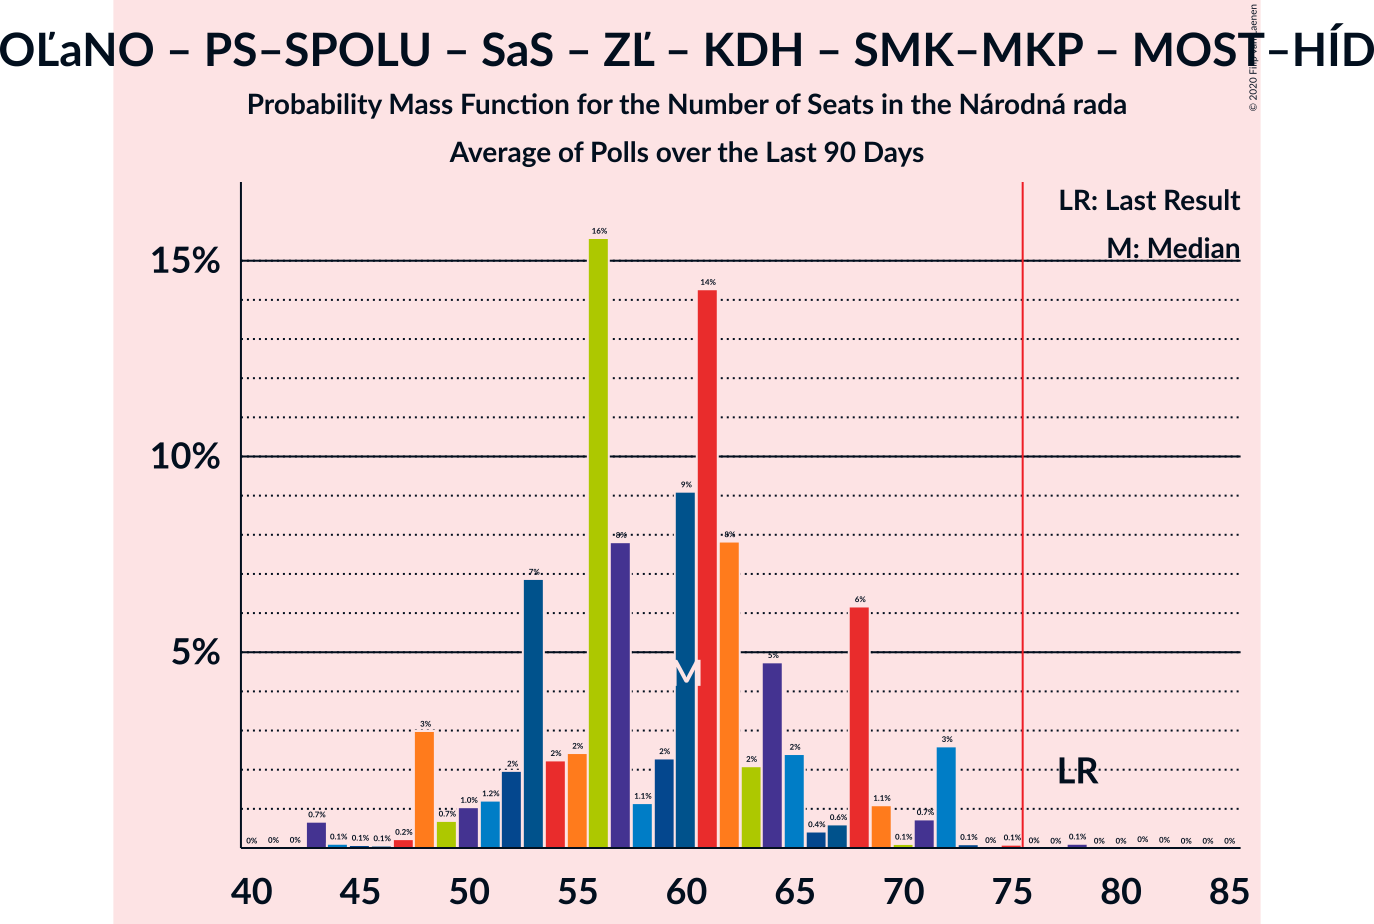 OĽaNO – PS–SPOLU – SaS – ZĽ – KDH – SMK–MKP – MOST–HÍD
Probability Mass Function for the Number of Seats in the Národná rada
Average of Polls over the Last 90 Days
LR: Last Result
M: Median
15%
10%
5%
0% 0% 0% 0.7% 0.1% 0.1% 0.1% 0.2% 3% 0.7% 1.0% 1.2% 2% 7% 2% 2% 16% 8% 1.1% 2% 9% 14% 8% 2% 5% 2% 0.4% 0.6% 6% 1.1% 0.1% 0.7% 3% 0.1% 0% 0.1% 0% 0% 0.1% 0% 0% 0% 0% 0% 0% 0%
M
LR
40 45 50 55 60 65 70 75 80 85